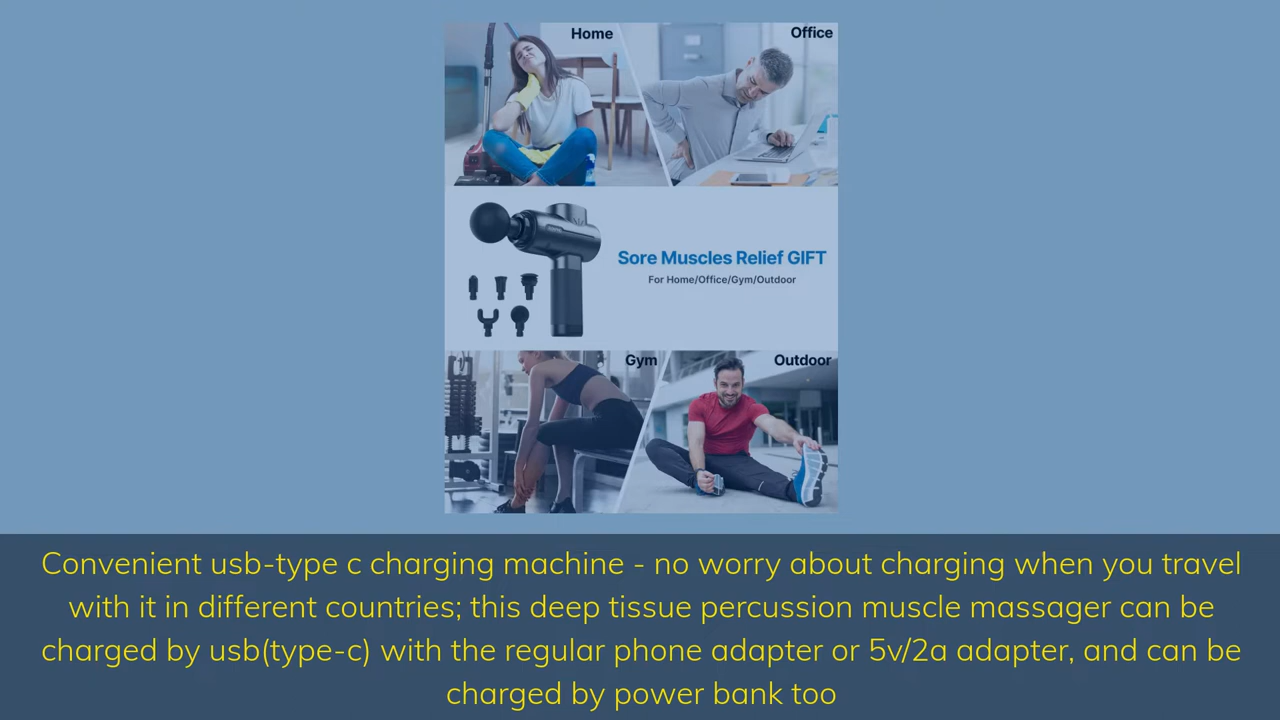 Home
Office
Sore Muscles Relief GIFT
For Home/Office/Gym/Outdoor
Gym
Outdoor
Convenient usb-type c charging machine - no worry about charging when you travel
with it in different countries; this deep tissue percussion muscle massager can be
charged by usb(type-c) with the regular phone adapter or 5v/2a adapter, and can be
charged by power bank too